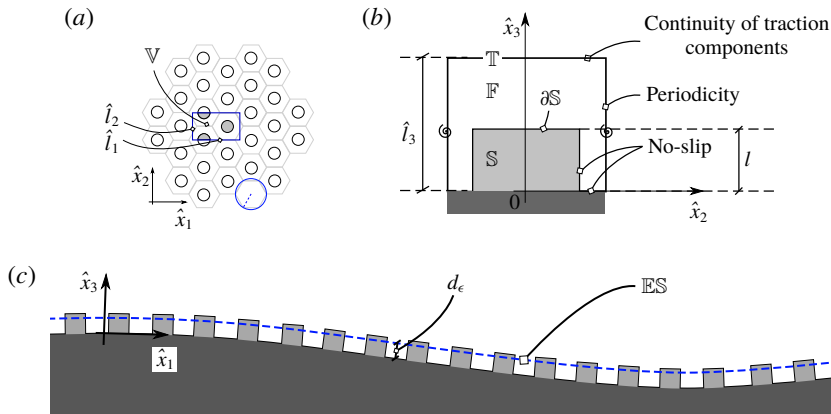 (a)
𝕍
l̂₂
l̂₁
x̂₂
x̂₁
(b)
x̂₃
Continuity of traction
components
𝕋
𝔽
∂𝕊
Periodicity
l̂₃
𝕊
No-slip
l
0
x̂₂
(c)
x̂₃
dϵ
𝔼𝕊
x̂₁